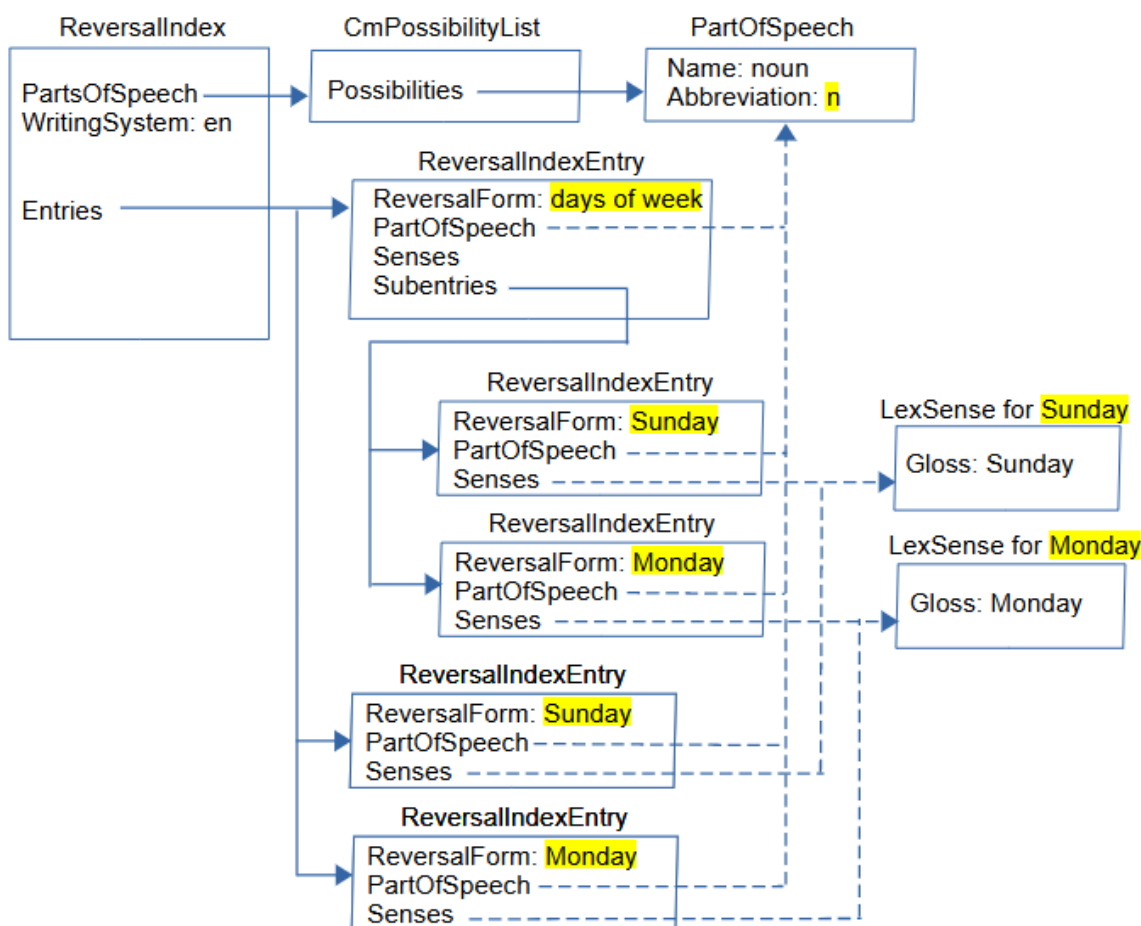 ReversalIndex
PartsOfSpeech
WritingSystem: en
Entries
CmPossibilityList
Possibilities
PartOfSpeech
Name: noun
Abbreviation: n
ReversalIndexEntry
ReversalForm: days of week
PartOfSpeech
Senses
Subentries
ReversalIndexEntry
ReversalForm: Sunday
PartOfSpeech
Senses
LexSense for Sunday
Gloss: Sunday
ReversalIndexEntry
ReversalForm: Monday
PartOfSpeech
Senses
LexSense for Monday
Gloss: Monday
ReversalIndexEntry
ReversalForm: Sunday
PartOfSpeech
Senses
ReversalIndexEntry
ReversalForm: Monday
PartOfSpeech
Senses